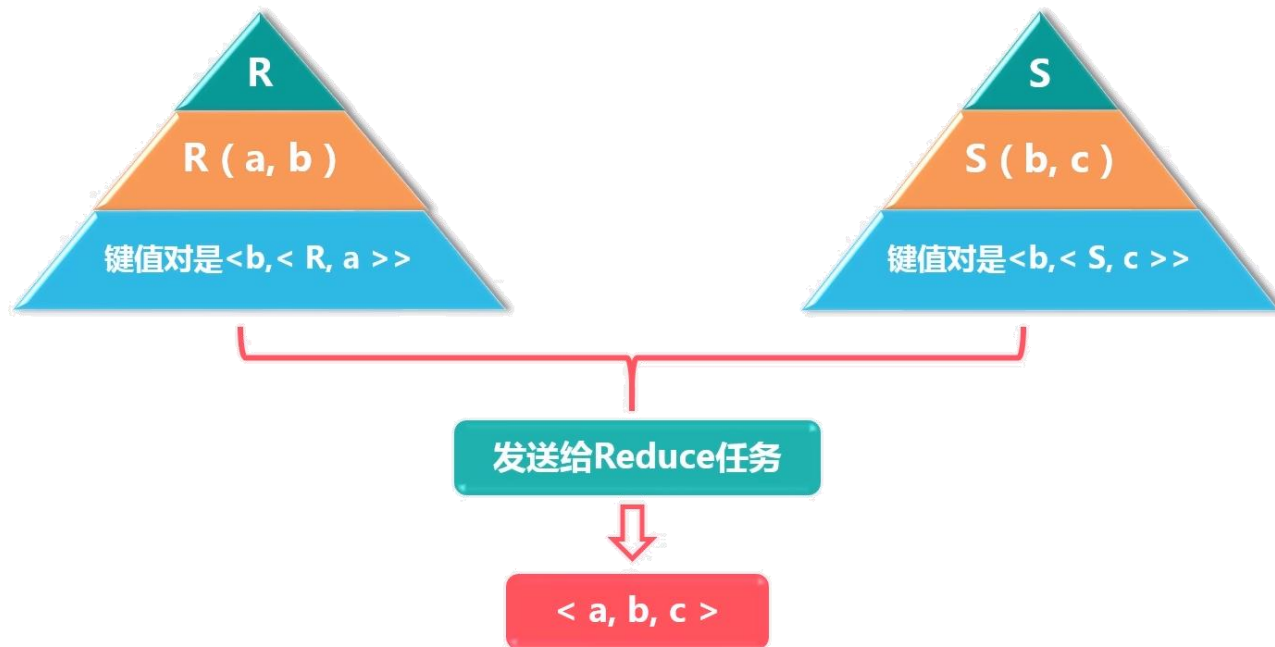 R
R ( a, b )
键值对是<b,< R, a >>
S
S ( b, c )
键值对是<b,< S, c >>
发送给Reduce任务
< a, b, c >